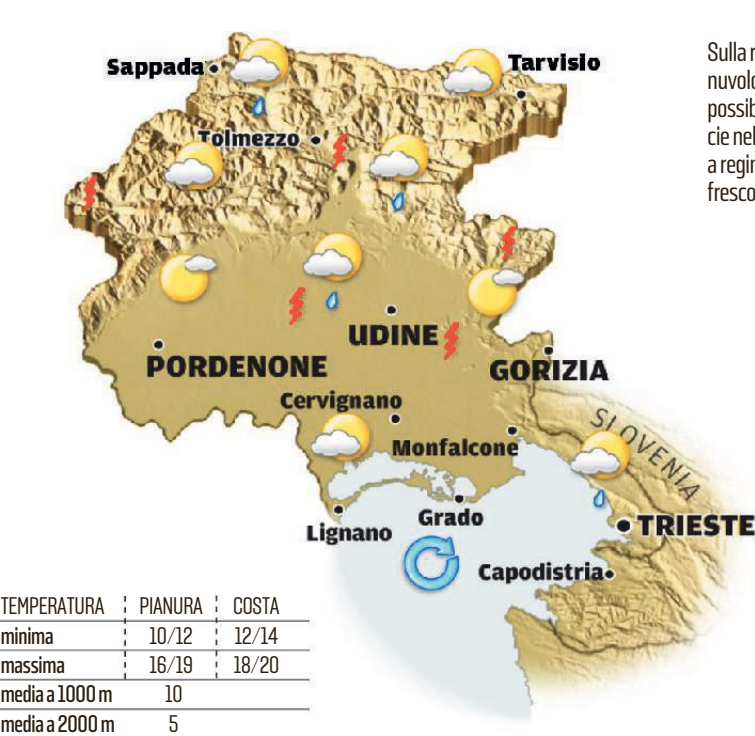 Sappada
Tarvisio
Tolmezzo
UDINE
PORDENONE
GORIZIA
Cervignano
SLOVENIA
Monfalcone
Grado
Lignano
TRIESTE
Capodistria
Sulla
nuvolo
possib
cie nel
a regi
fresco
TEMPERATURA PIANURA COSTA
minima 10/12 12/14
massima 16/19 18/20
media a 1000 m 10
media a 2000 m 5